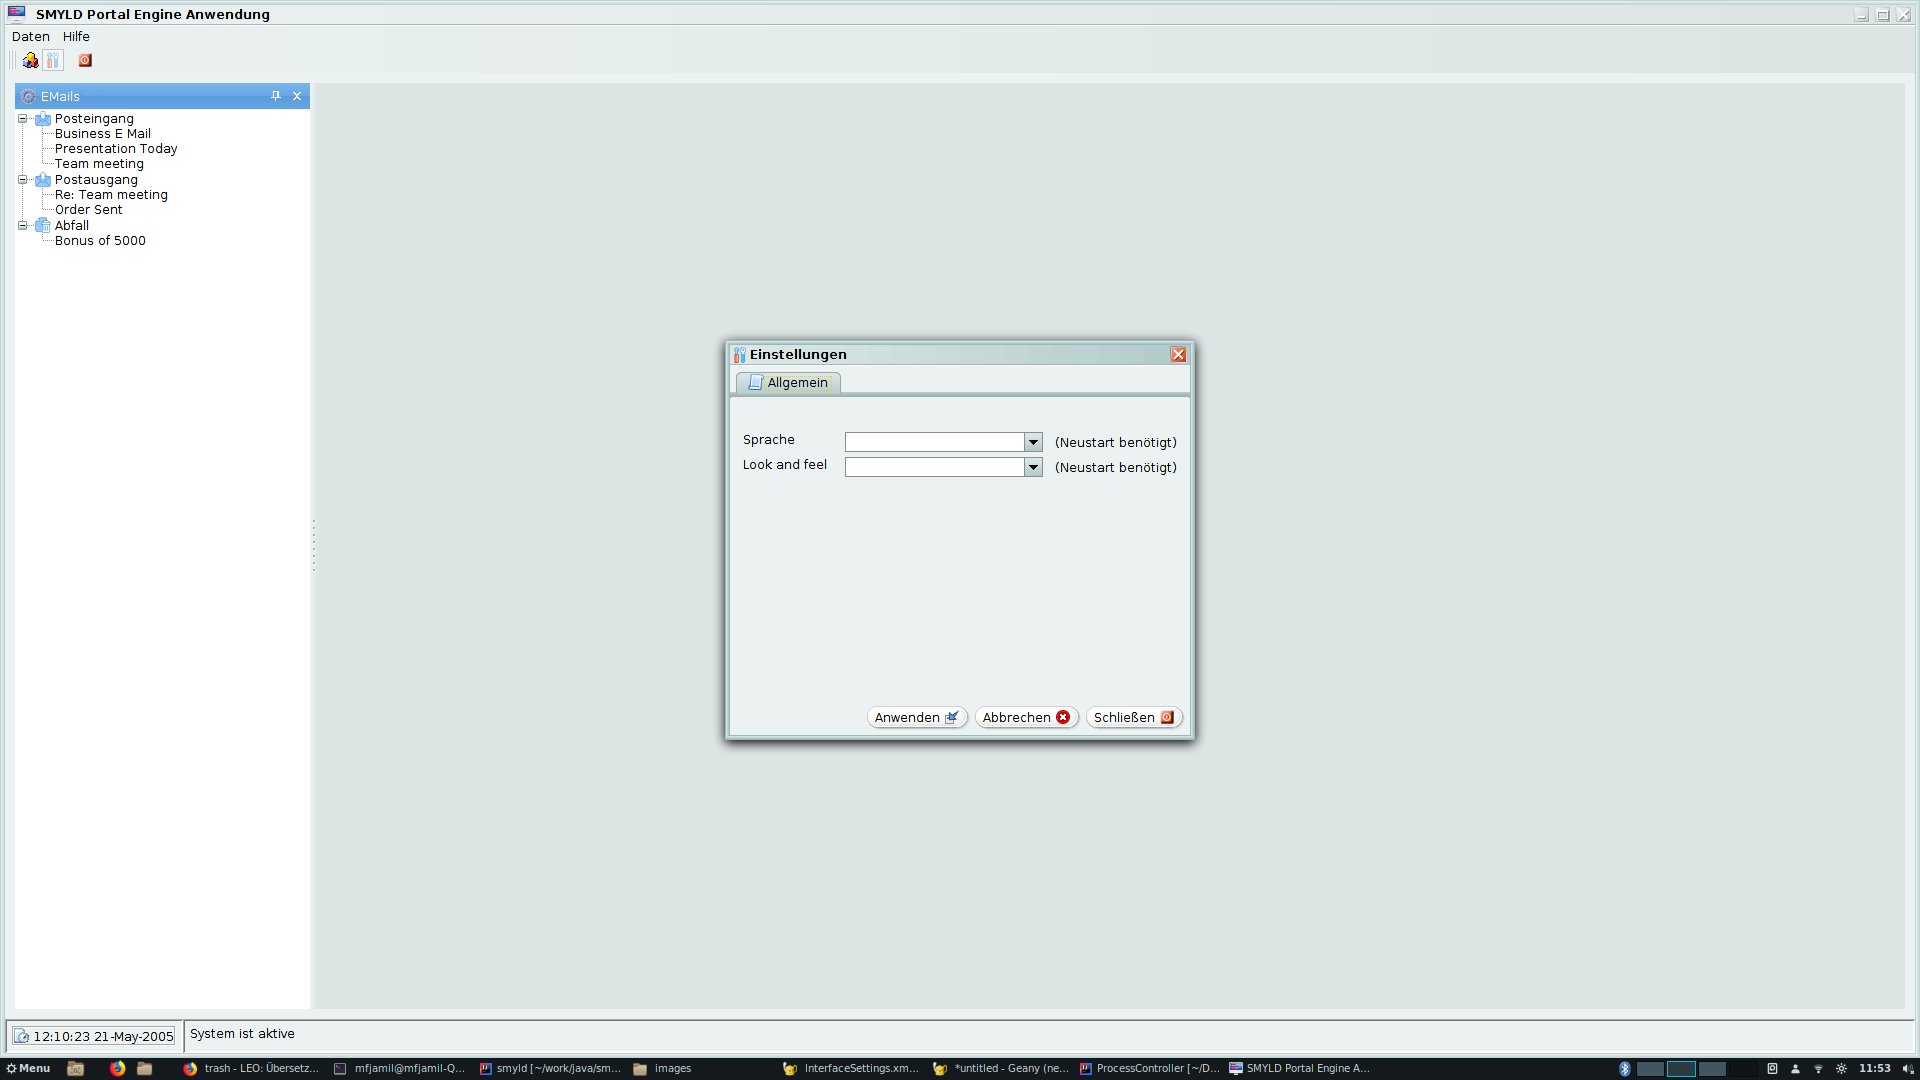 SMYLD Portal Engine Anwendung
Daten Hilfe
EMails
Posteingang
Business E Mail
Presentation Today
Team meeting
Postausgang
Re: Team meeting
Order Sent
Abfall
Bonus of 5000
Einstellungen
Allgemein
Sprache (Neustart benötigt)
Look and feel (Neustart benötigt)
Anwenden Abbrechen Schließen
12:10:23 21-May-2005 System ist aktive
Menu trash - LEO: Übersetz... mfjamil@mfjamil-Q... smyld [~/work/java/sm... images InterfaceSettings.xm... *untitled - Geany (ne... ProcessController [~/D... SMYLD Portal Engine A... 11:53